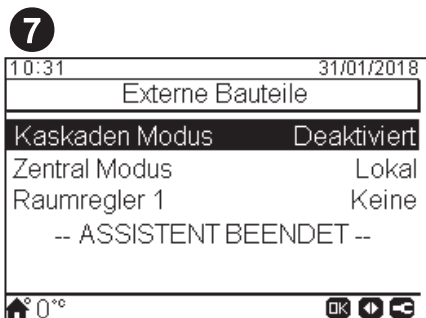 7
10:31 31/01/2018
Externe Bauteile
Kaskaden Modus Deaktiviert
Zentral Modus Lokal
Raumregler 1 Keine
-- ASSISTENT BEENDET --
0°C OK